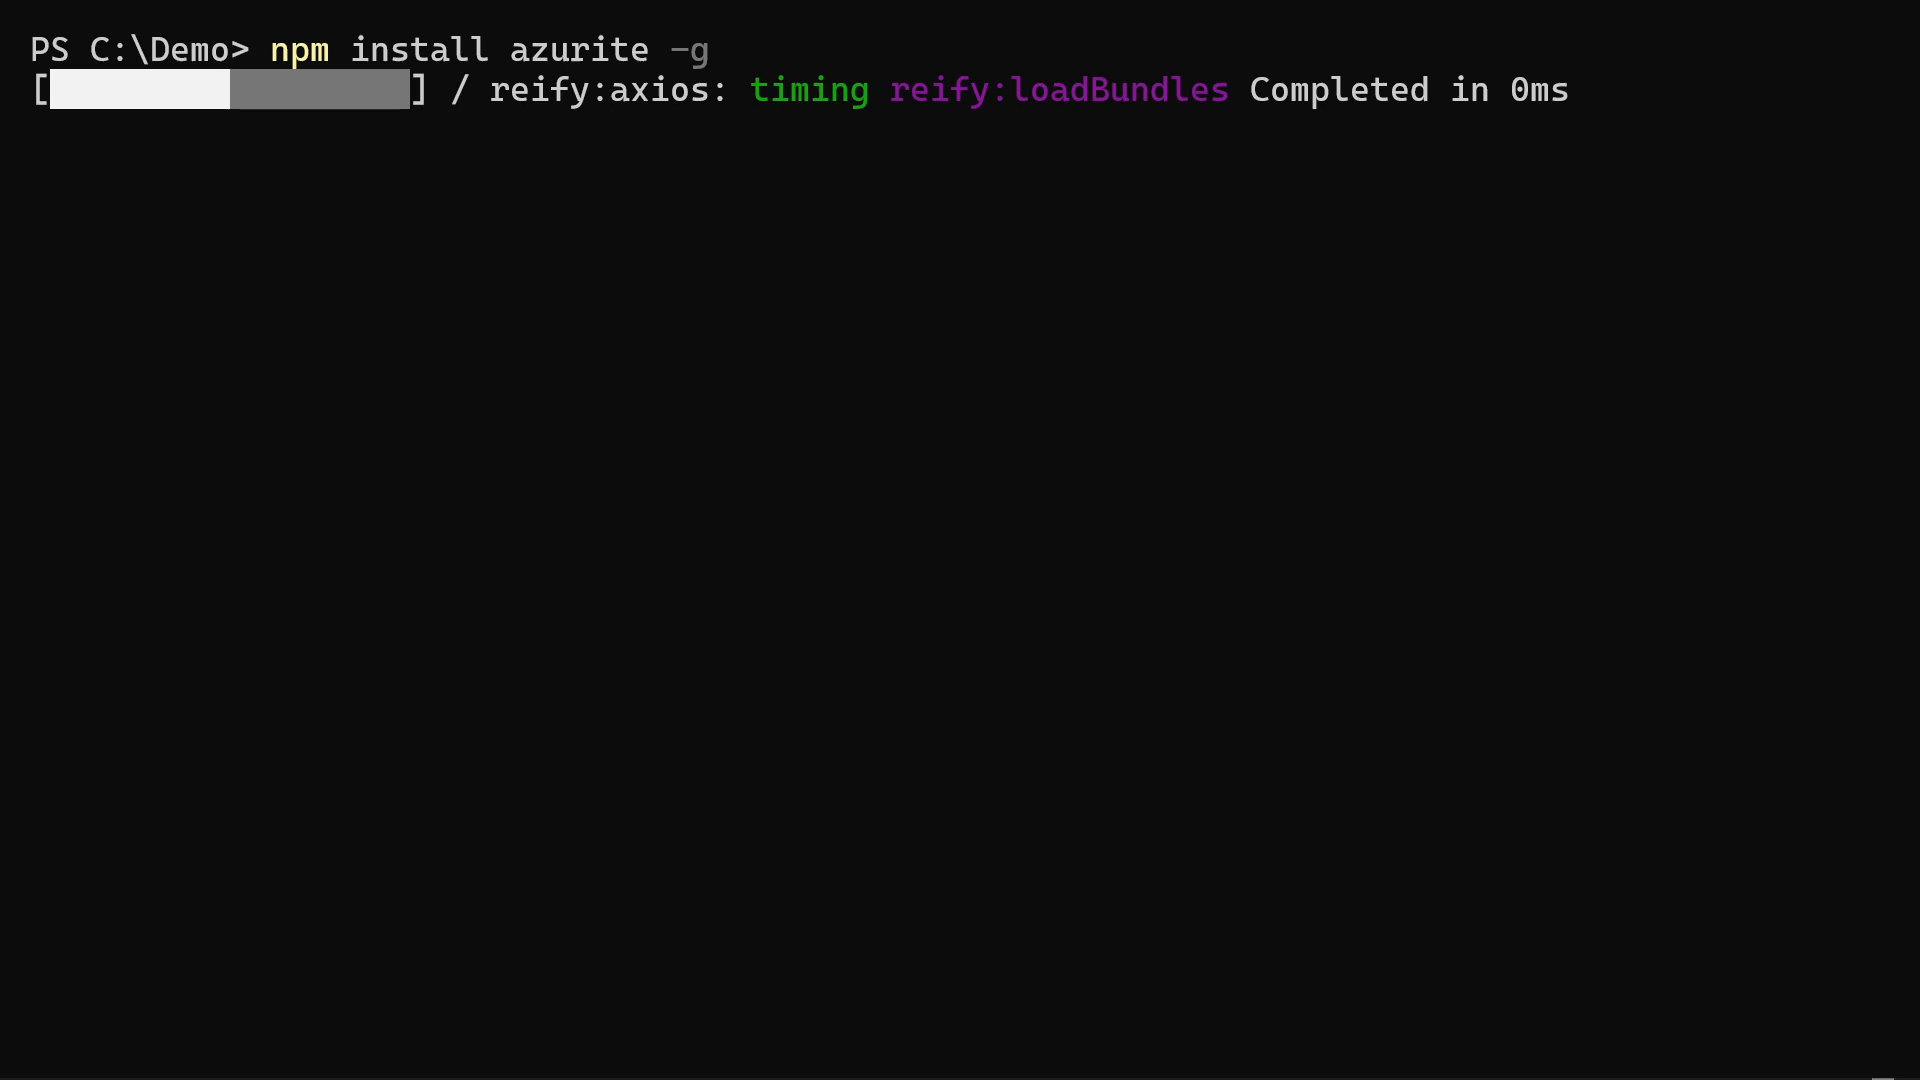 PS C:\Demo> npm install azurite -g
[                  ] / reify:axios: timing reify:loadBundles Completed in 0ms